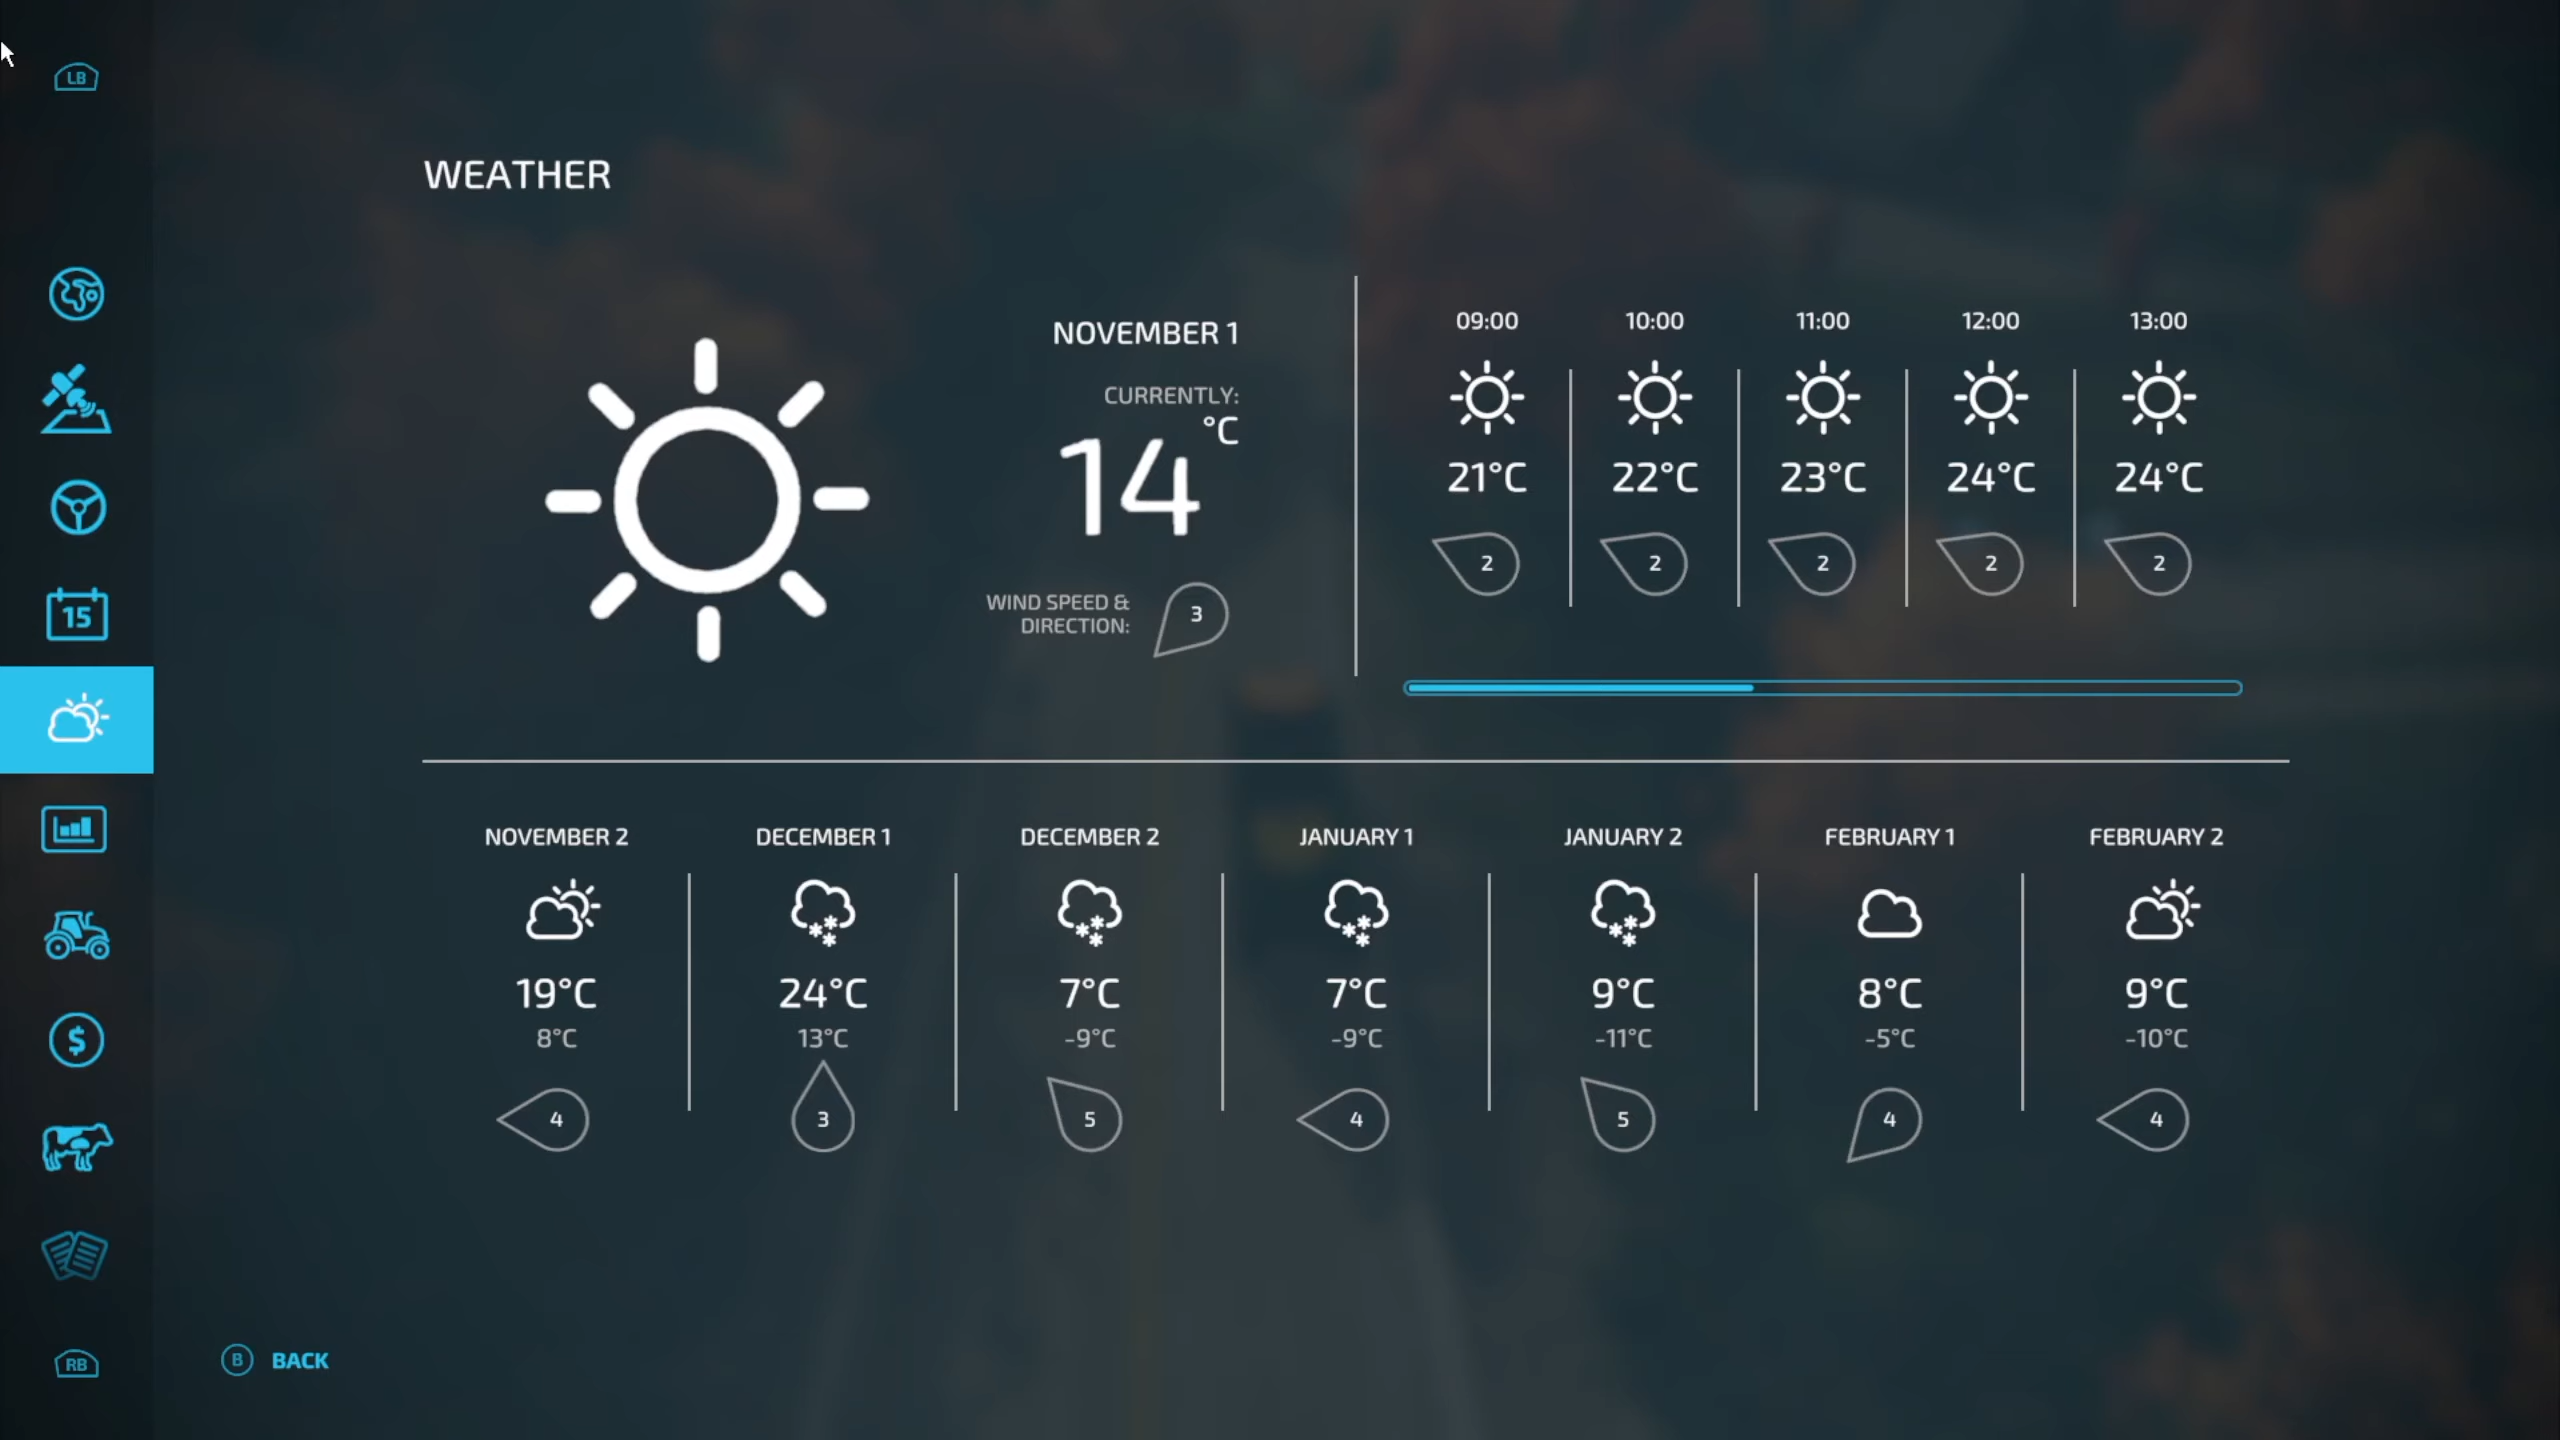 LB
WEATHER
NOVEMBER 1
CURRENTLY:
14 °C
WIND SPEED &
DIRECTION:
3
09:00 10:00 11:00 12:00 13:00
21°C 22°C 23°C 24°C 24°C
2 2 2 2 2
15
NOVEMBER 2 DECEMBER 1 DECEMBER 2 JANUARY 1 JANUARY 2 FEBRUARY 1 FEBRUARY 2
19°C 24°C 7°C 7°C 9°C 8°C 9°C
8°C 13°C -9°C -9°C -11°C -5°C -10°C
4 3 5 4 5 4 4
$
RB
B BACK